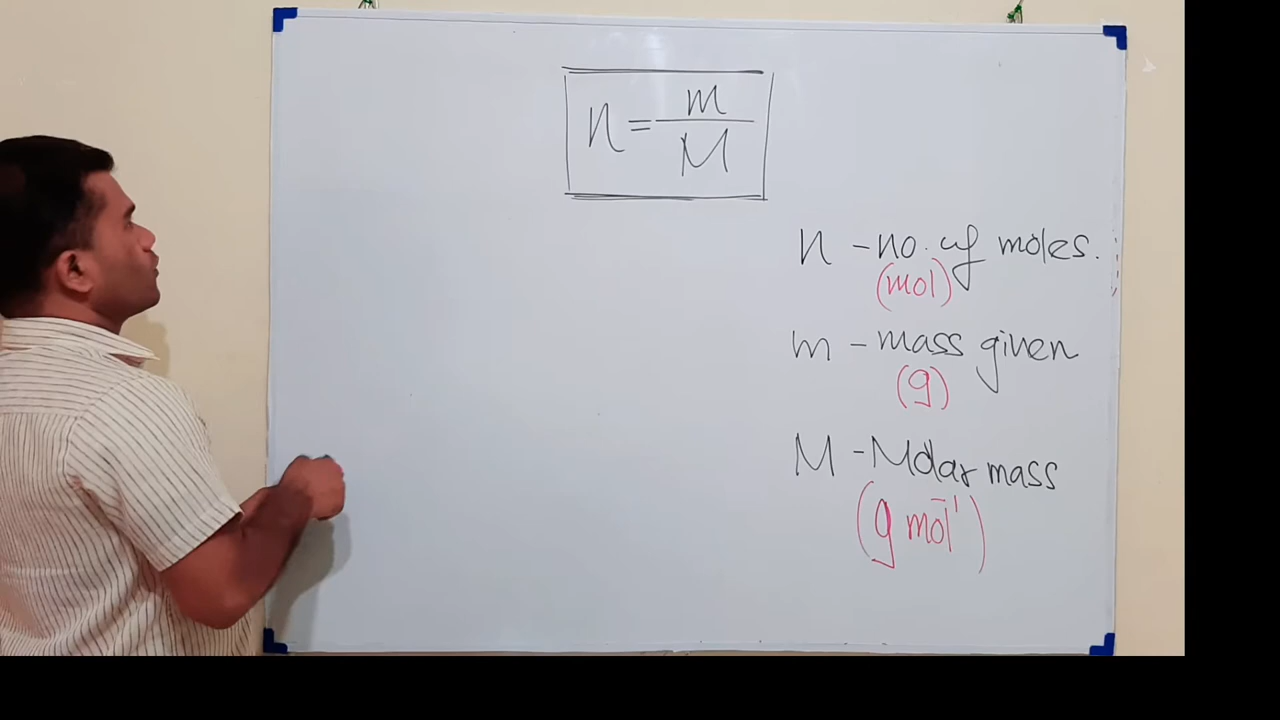 n = m/M
n - no. of moles.
(mol)
m - mass given
(g)
M - Molar mass
(g mol⁻¹)